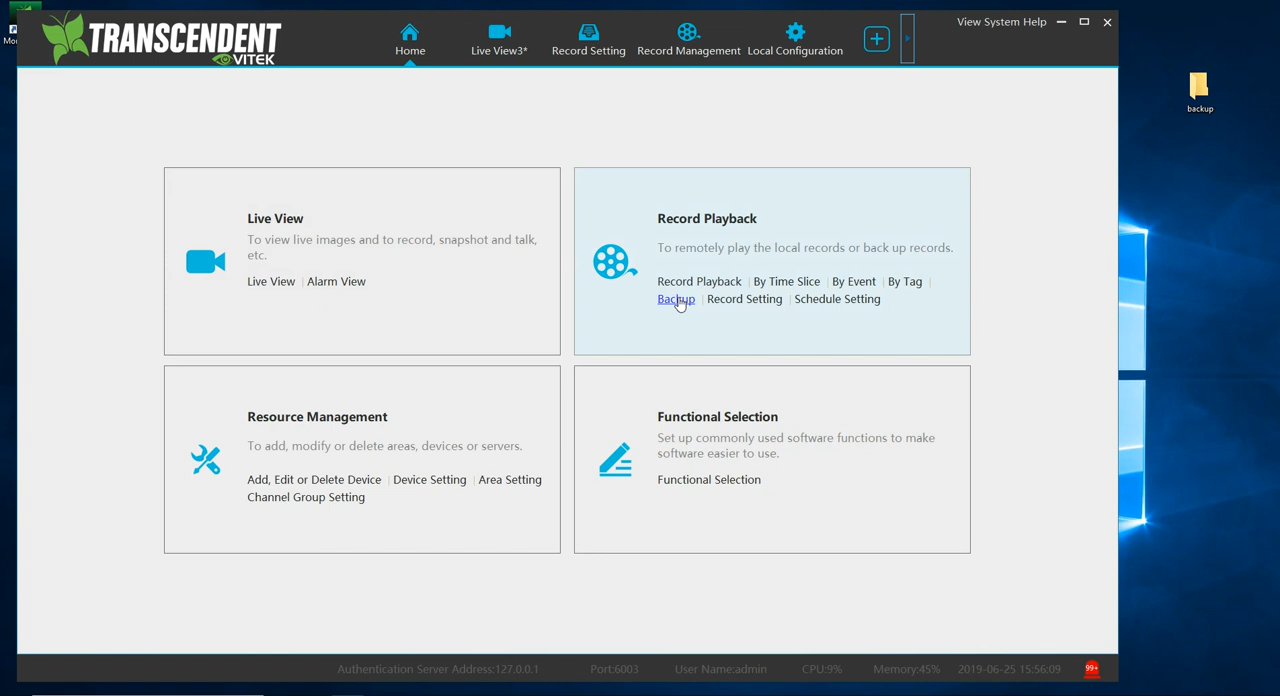 TRANSCENDENT
VITEK
Home
Live View3*
Record Setting
Record Management
Local Configuration
View System Help
backup
Live View
To view live images and to record, snapshot and talk,
etc.
Live View | Alarm View
Record Playback
To remotely play the local records or back up records.
Record Playback | By Time Slice | By Event | By Tag |
Backup | Record Setting | Schedule Setting
Resource Management
To add, modify or delete areas, devices or servers.
Add, Edit or Delete Device | Device Setting | Area Setting
Channel Group Setting
Functional Selection
Set up commonly used software functions to make
software easier to use.
Functional Selection
Authentication Server Address:127.0.0.1 Port:6003 User Name:admin CPU:9% Memory:45% 2019-06-25 15:56:09 99+